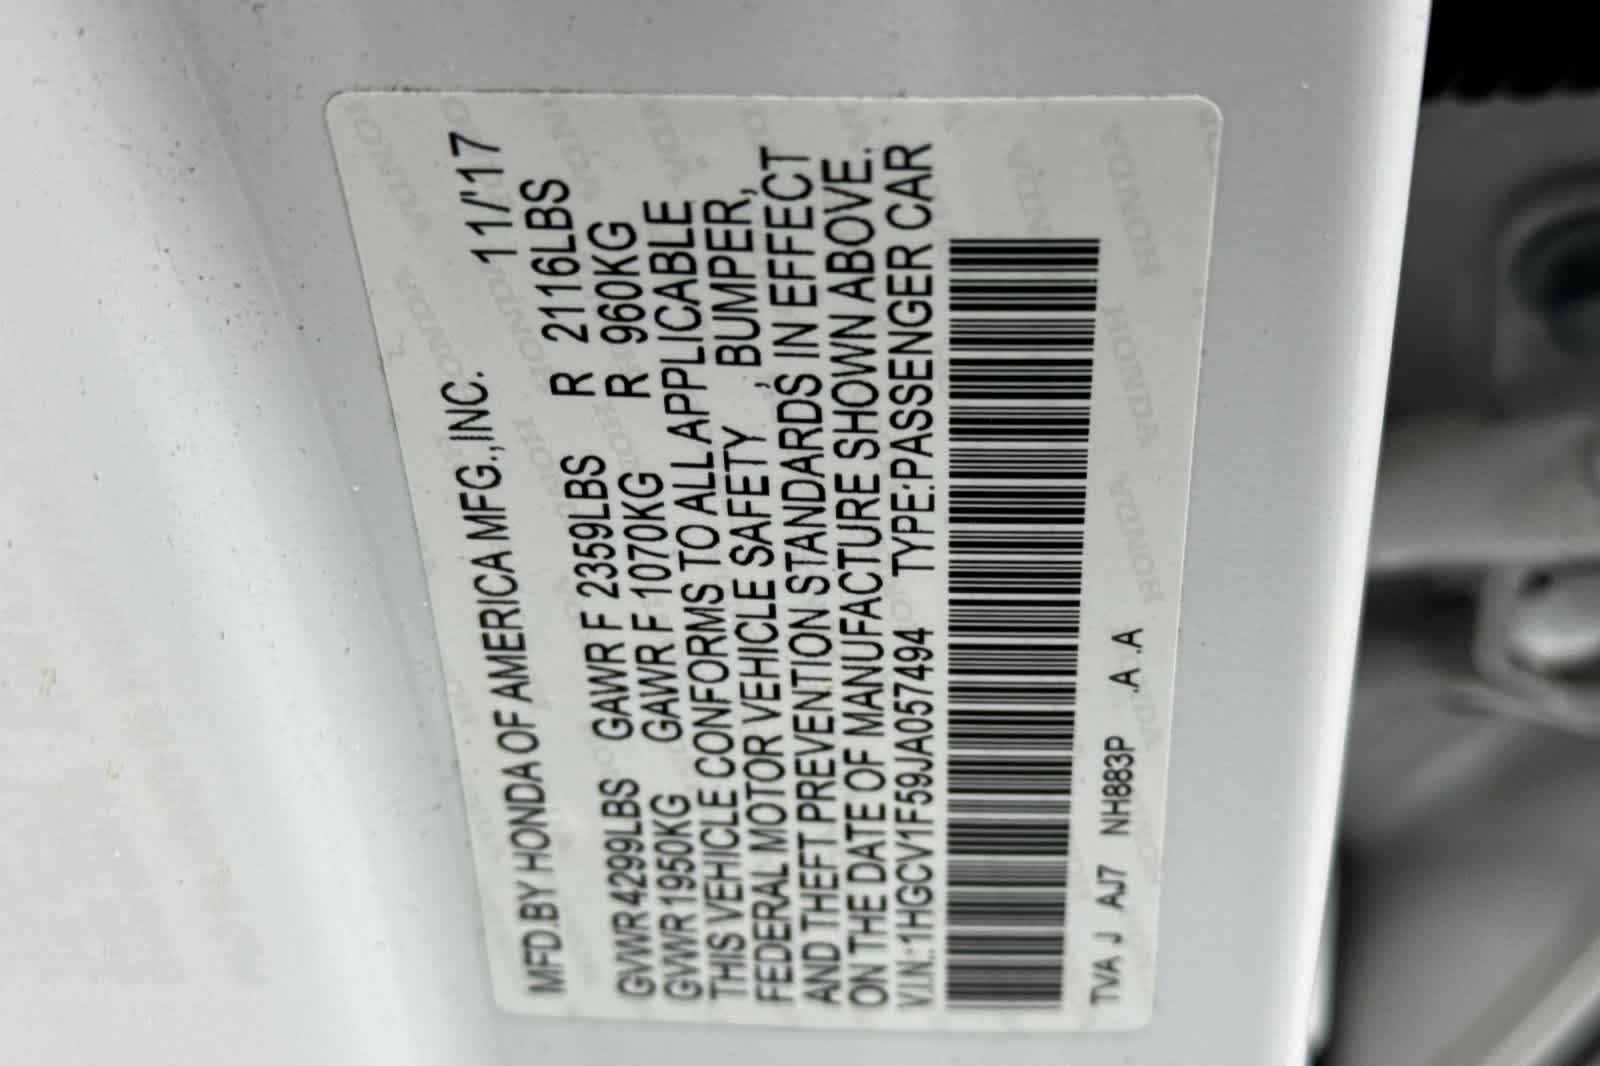 MFD.BY HONDA OF AMERICA MFG.,INC. 11/'17
GVWR4299LBS GAWR F 2359LBS R 2116LBS
GVWR1950KG GAWR F 1070KG R 960KG
THIS VEHICLE CONFORMS TO ALL APPLICABLE
FEDERAL MOTOR VEHICLE SAFETY , BUMPER,
AND THEFT PREVENTION STANDARDS IN EFFECT
ON THE DATE OF MANUFACTURE SHOWN ABOVE.
V.I.N.:1HGCV1F59JA057494 TYPE:PASSENGER CAR
TVA J AJ7 NH883P .A .A